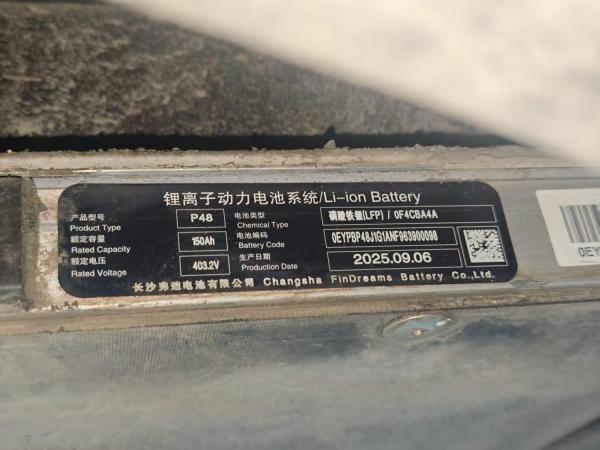 锂离子动力电池系统/Li-ion Battery
产品型号 P48 电池类型 磷酸铁锂(LFP) / 0F4CBA4A
Product Type Chemical Type
额定容量 150Ah 电池编码 0EYPBP48J1G1ANF963900098
Rated Capacity Battery Code
额定电压 403.2V 生产日期 2025.09.06
Rated Voltage Production Date
长沙弗迪电池有限公司 Changsha FinDreams Battery Co.,Ltd.
0EY